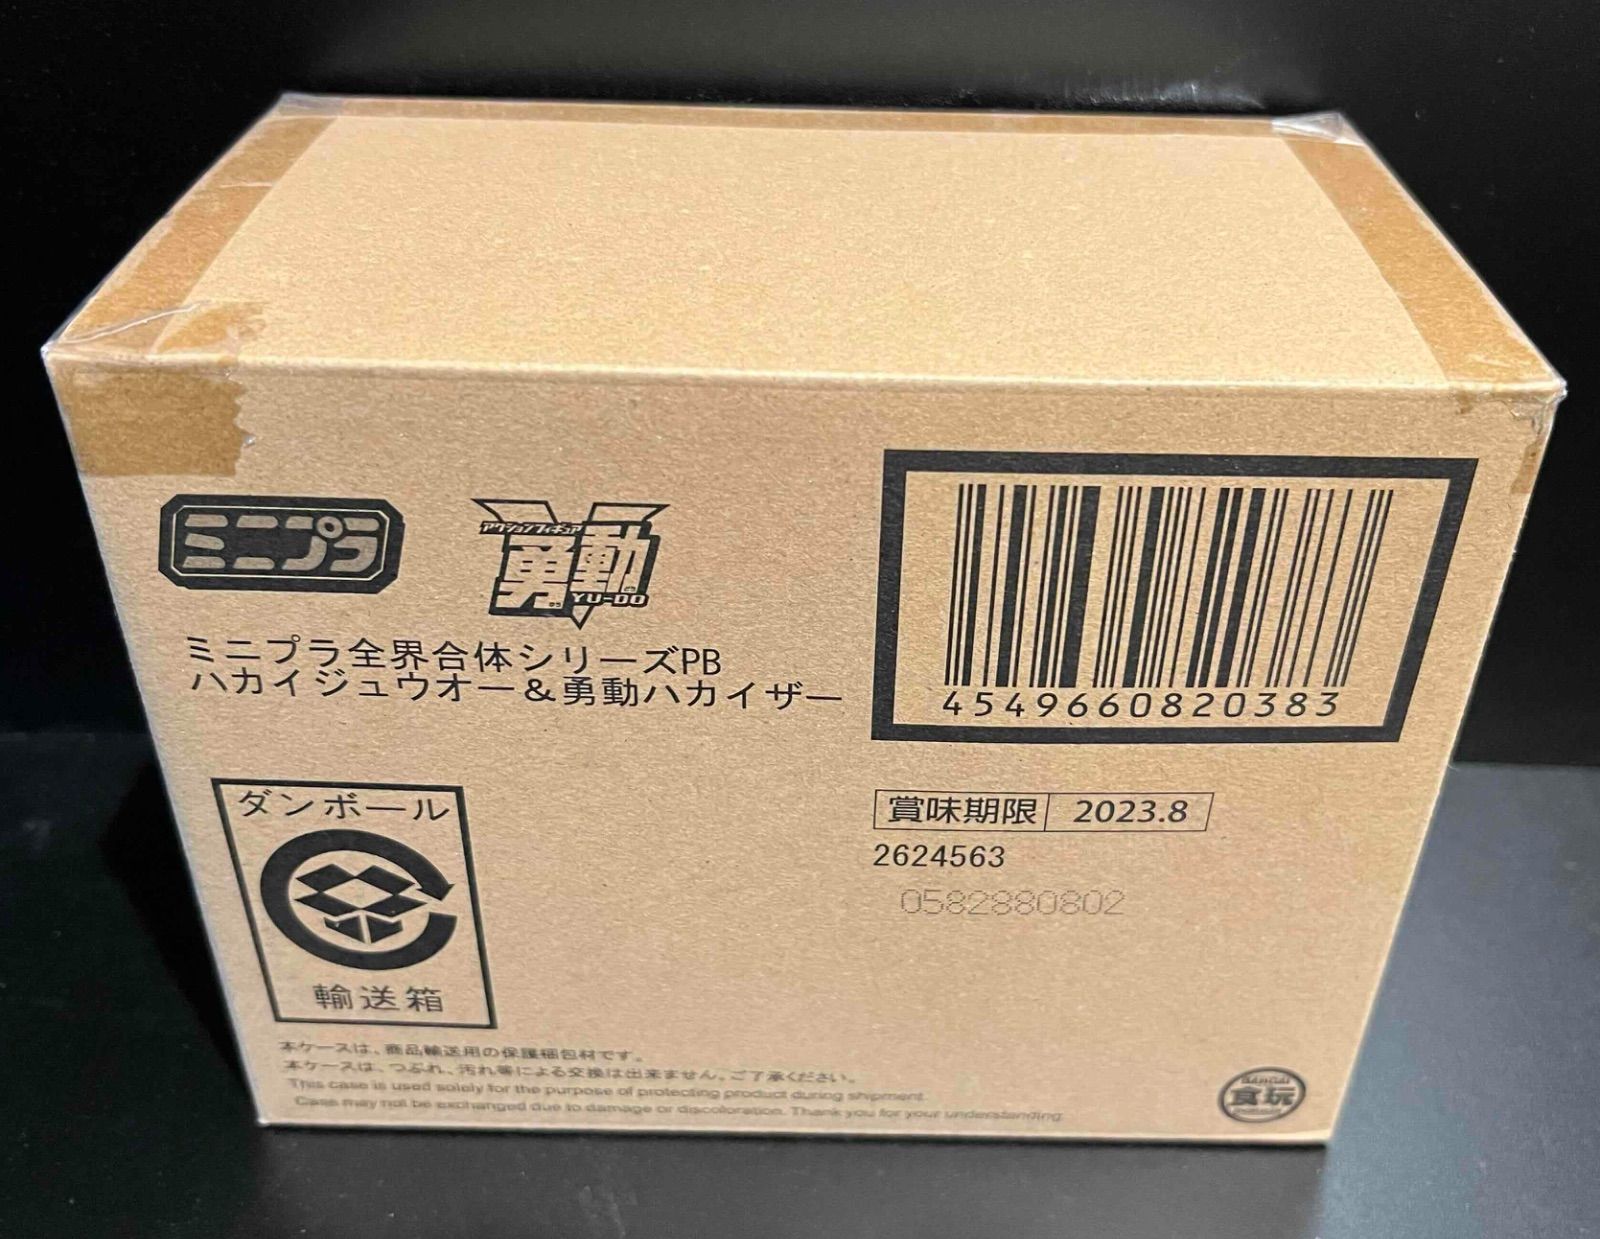 ミニプラ
アクションフィギュア
勇動
YU-DO
ミニプラ全界合体シリーズPB
ハカイジュウオー&勇動ハカイザー
4549660820383
賞味期限 2023.8
2624563
0582880802
ダンボール
輸送箱
本ケースは、商品輸送用の保護梱包材です。
本ケースは、つぶれ、汚れ等による交換は出来ません。ご了承ください。
This case is used solely for the purpose of protecting product during shipment.
Case may not be exchanged due to damage or discoloration. Thank you for your understanding.
食玩